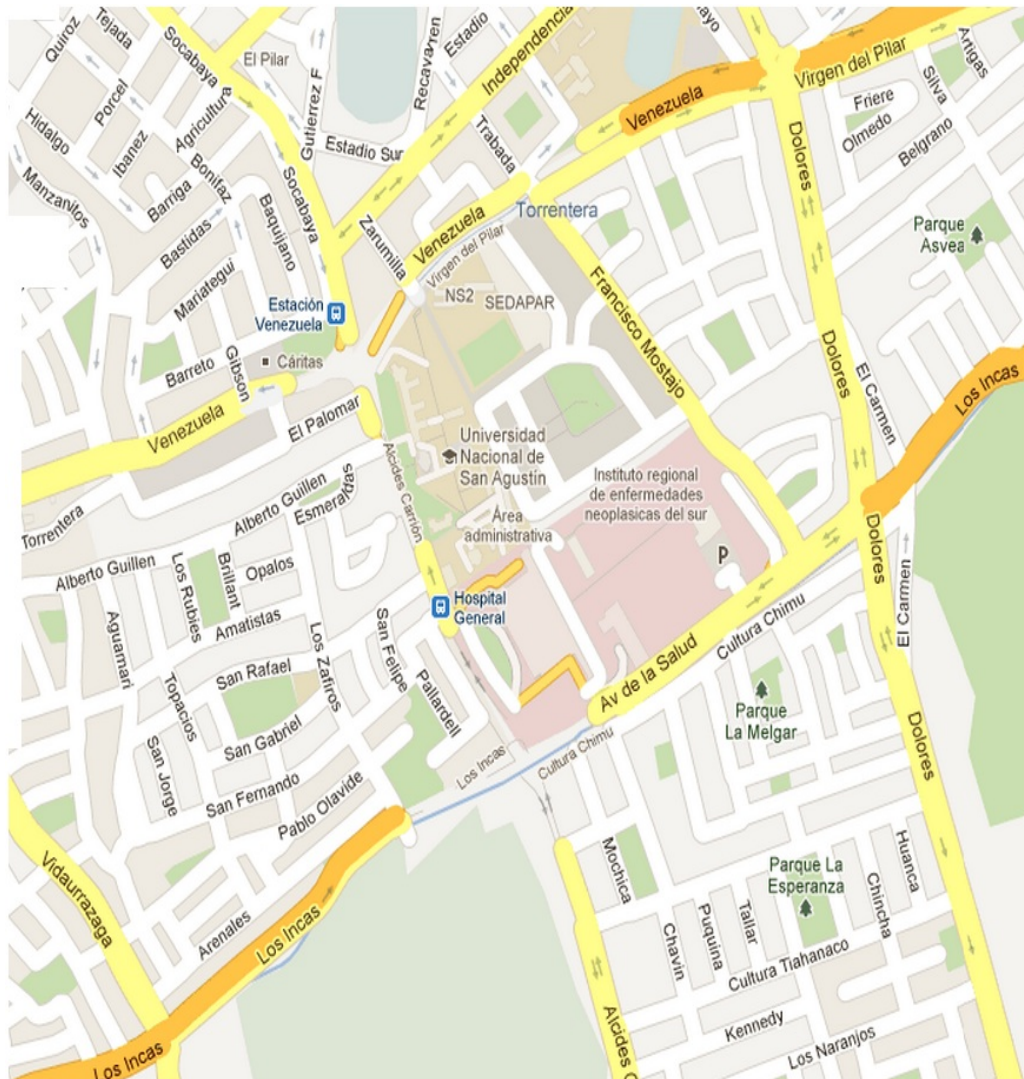 Quiroz
Tejada
Socabaya
El Pilar
Gutierrez F
Recavarren
Estadio
Independencia
Porcel
Hidalgo
Ibanez
Agricultura
Estadio Sur
Trabada
Venezuela
Virgen del Pilar
Artigas
Silva
Friere
Olmedo
Belgrano
Dolores
Manzanitos
Barriga
Bonifaz
Bastidas
Baquijano
Socabaya
Zarumilla
Venezuela
Torrentera
Virgen del Pilar
Parque
Asvea
Mariategui
Estación
Venezuela
NS2
SEDAPAR
Francisco Mostajo
Dolores
Barreto
Gibson
Cáritas
El Carmen
Los Incas
Venezuela
El Palomar
Alcides Carrión
Universidad
Nacional de
San Agustín
Instituto regional
de enfermedades
neoplasicas del sur
Área
administrativa
Torrentera
Alberto Guillen
Esmeraldas
P
Dolores
El Carmen
Alberto Guillen
Los Rubies
Brillant
Opalos
Amatistas
Aguamari
Hospital
General
San Felipe
Los Zafiros
San Rafael
Topacios
Pallardell
Av de la Salud
Cultura Chimu
Parque
La Melgar
San Gabriel
San Jorge
San Fernando
Pablo Olavide
Los Incas
Cultura Chimu
Dolores
Vidaurrazaga
Mochica
Parque La
Esperanza
Huanca
Chincha
Arenales
Los Incas
Chavín
Puquina
Tallar
Cultura Tiahanaco
Kennedy
Los Naranjos
Alcides
Los Incas